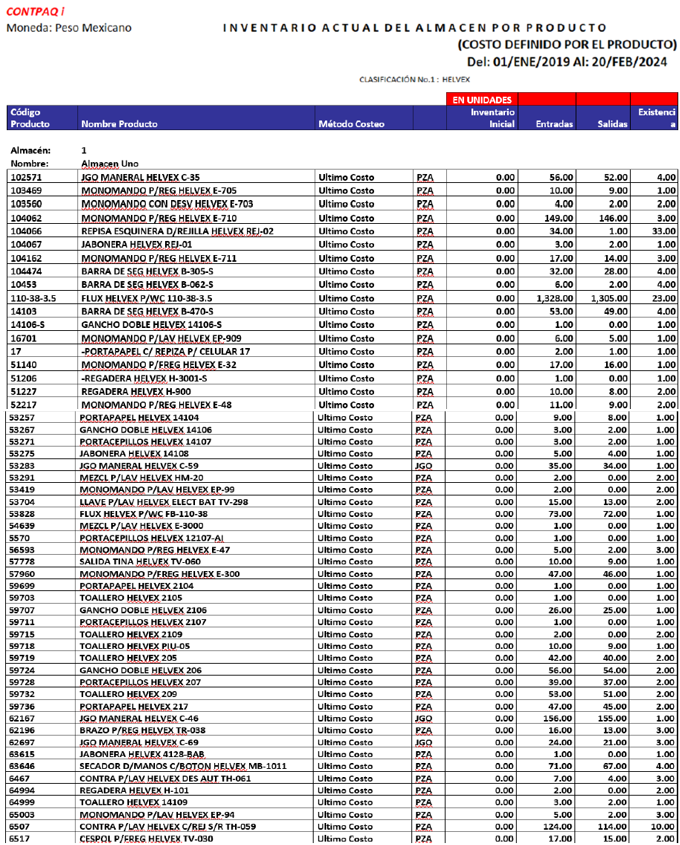 CONTPAQ i
Moneda: Peso Mexicano
INVENTARIO ACTUAL DEL ALMACEN POR PRODUCTO
(COSTO DEFINIDO POR EL PRODUCTO)
Del: 01/ENE/2019 Al: 20/FEB/2024
CLASIFICACIÓN No.1 : HELVEX
EN UNIDADES
Código Producto Nombre Producto Método Costeo Inventario Inicial Entradas Salidas Existencia
Almacén: 1
Nombre: Almacen Uno
102571 JGO MANERAL HELVEX C-35 Ultimo Costo PZA 0.00 56.00 52.00 4.00
103469 MONOMANDO P/REG HELVEX E-705 Ultimo Costo PZA 0.00 10.00 9.00 1.00
103560 MONOMANDO CON DESV HELVEX E-703 Ultimo Costo PZA 0.00 4.00 2.00 2.00
104062 MONOMANDO P/REG HELVEX E-710 Ultimo Costo PZA 0.00 149.00 146.00 3.00
104066 REPISA ESQUINERA D/REJILLA HELVEX REJ-02 Ultimo Costo PZA 0.00 34.00 1.00 33.00
104067 JABONERA HELVEX REJ-01 Ultimo Costo PZA 0.00 3.00 2.00 1.00
104162 MONOMANDO P/REG HELVEX E-711 Ultimo Costo PZA 0.00 17.00 14.00 3.00
104474 BARRA DE SEG HELVEX B-305-S Ultimo Costo PZA 0.00 32.00 28.00 4.00
10453 BARRA DE SEG HELVEX B-062-S Ultimo Costo PZA 0.00 6.00 2.00 4.00
110-38-3.5 FLUX HELVEX P/WC 110-38-3.5 Ultimo Costo PZA 0.00 1,328.00 1,305.00 23.00
14103 BARRA DE SEG HELVEX B-470-S Ultimo Costo PZA 0.00 53.00 49.00 4.00
14106-S GANCHO DOBLE HELVEX 14106-S Ultimo Costo PZA 0.00 1.00 0.00 1.00
16701 MONOMANDO P/LAV HELVEX EP-909 Ultimo Costo PZA 0.00 6.00 5.00 1.00
17 -PORTAPAPEL C/ REPIZA P/ CELULAR 17 Ultimo Costo PZA 0.00 2.00 1.00 1.00
51140 MONOMANDO P/FREG HELVEX E-32 Ultimo Costo PZA 0.00 17.00 16.00 1.00
51206 -REGADERA HELVEX H-3001-S Ultimo Costo PZA 0.00 1.00 0.00 1.00
51227 REGADERA HELVEX H-900 Ultimo Costo PZA 0.00 10.00 8.00 2.00
52217 MONOMANDO P/REG HELVEX E-48 Ultimo Costo PZA 0.00 11.00 9.00 2.00
53257 PORTAPAPEL HELVEX 14104 Ultimo Costo PZA 0.00 9.00 8.00 1.00
53267 GANCHO DOBLE HELVEX 14106 Ultimo Costo PZA 0.00 3.00 2.00 1.00
53271 PORTACEPILLOS HELVEX 14107 Ultimo Costo PZA 0.00 3.00 2.00 1.00
53275 JABONERA HELVEX 14108 Ultimo Costo PZA 0.00 5.00 4.00 1.00
53283 JGO MANERAL HELVEX C-59 Ultimo Costo JGO 0.00 35.00 34.00 1.00
53291 MEZCL P/LAV HELVEX HM-20 Ultimo Costo PZA 0.00 2.00 0.00 2.00
53419 MONOMANDO P/LAV HELVEX EP-99 Ultimo Costo PZA 0.00 2.00 0.00 2.00
53704 LLAVE P/LAV HELVEX ELECT BAT TV-298 Ultimo Costo PZA 0.00 15.00 13.00 2.00
53828 FLUX HELVEX P/WC FB-110-38 Ultimo Costo PZA 0.00 73.00 72.00 1.00
54639 MEZCL P/LAV HELVEX E-3000 Ultimo Costo PZA 0.00 1.00 0.00 1.00
5570 PORTACEPILLOS HELVEX 12107-AI Ultimo Costo PZA 0.00 1.00 0.00 1.00
56593 MONOMANDO P/REG HELVEX E-47 Ultimo Costo PZA 0.00 5.00 2.00 3.00
57778 SALIDA TINA HELVEX TV-060 Ultimo Costo PZA 0.00 10.00 9.00 1.00
57960 MONOMANDO P/FREG HELVEX E-300 Ultimo Costo PZA 0.00 47.00 46.00 1.00
59699 PORTAPAPEL HELVEX 2104 Ultimo Costo PZA 0.00 1.00 0.00 1.00
59703 TOALLERO HELVEX 2105 Ultimo Costo PZA 0.00 1.00 0.00 1.00
59707 GANCHO DOBLE HELVEX 2106 Ultimo Costo PZA 0.00 26.00 25.00 1.00
59711 PORTACEPILLOS HELVEX 2107 Ultimo Costo PZA 0.00 1.00 0.00 1.00
59715 TOALLERO HELVEX 2109 Ultimo Costo PZA 0.00 2.00 0.00 2.00
59718 TOALLERO HELVEX PIU-05 Ultimo Costo PZA 0.00 10.00 9.00 1.00
59719 TOALLERO HELVEX 205 Ultimo Costo PZA 0.00 42.00 40.00 2.00
59724 GANCHO DOBLE HELVEX 206 Ultimo Costo PZA 0.00 56.00 54.00 2.00
59728 PORTACEPILLOS HELVEX 207 Ultimo Costo PZA 0.00 39.00 37.00 2.00
59732 TOALLERO HELVEX 209 Ultimo Costo PZA 0.00 53.00 51.00 2.00
59736 PORTAPAPEL HELVEX 217 Ultimo Costo PZA 0.00 47.00 45.00 2.00
62167 JGO MANERAL HELVEX C-46 Ultimo Costo JGO 0.00 156.00 155.00 1.00
62196 BRAZO P/REG HELVEX TR-038 Ultimo Costo PZA 0.00 16.00 13.00 3.00
62697 JGO MANERAL HELVEX C-69 Ultimo Costo JGO 0.00 24.00 21.00 3.00
63615 JABONERA HELVEX 4128-BAB Ultimo Costo PZA 0.00 1.00 0.00 1.00
63646 SECADOR D/MANOS C/BOTON HELVEX MB-1011 Ultimo Costo PZA 0.00 71.00 67.00 4.00
6467 CONTRA P/LAV HELVEX DES AUT TH-061 Ultimo Costo PZA 0.00 7.00 4.00 3.00
64994 REGADERA HELVEX H-101 Ultimo Costo PZA 0.00 2.00 0.00 2.00
64999 TOALLERO HELVEX 14109 Ultimo Costo PZA 0.00 3.00 2.00 1.00
65003 MONOMANDO P/LAV HELVEX EP-94 Ultimo Costo PZA 0.00 5.00 2.00 3.00
6507 CONTRA P/LAV HELVEX C/REJ S/R TH-059 Ultimo Costo PZA 0.00 124.00 114.00 10.00
6517 CESPOL P/FREG HELVEX TV-030 Ultimo Costo PZA 0.00 17.00 15.00 2.00